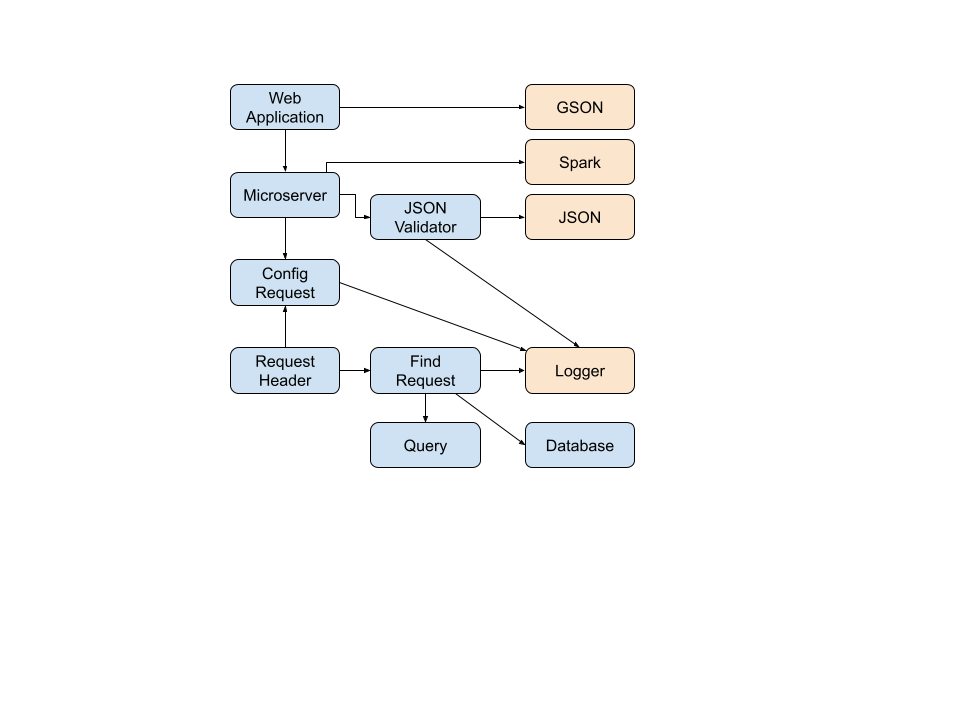 Web
Application
GSON
Spark
Microserver
JSON
Validator
JSON
Config
Request
Request
Header
Find
Request
Logger
Query
Database